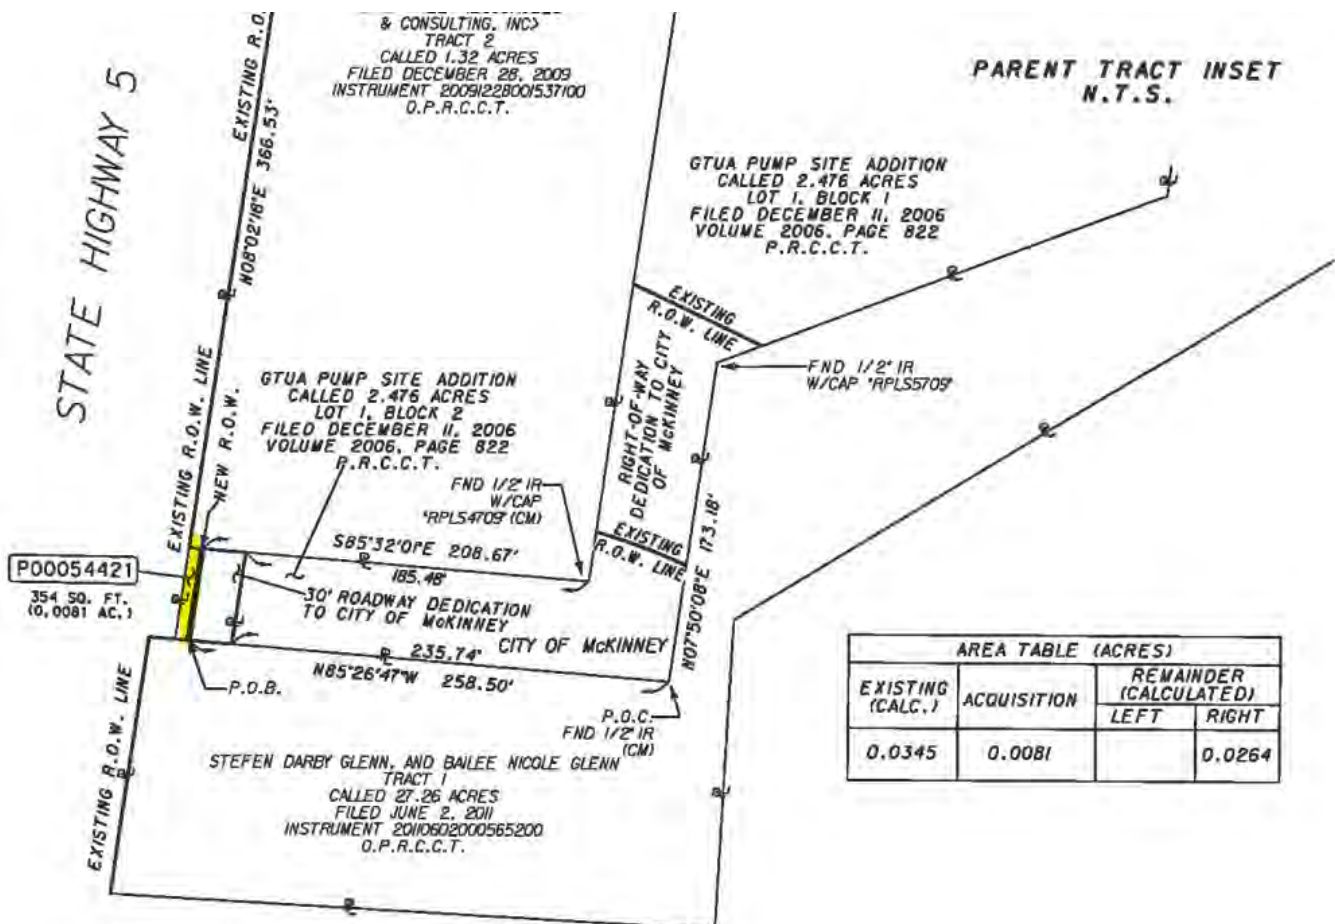 & CONSULTING, INC>
TRACT 2
CALLED 1.32 ACRES
FILED DECEMBER 28, 2009
INSTRUMENT 20091228001537100
O.P.R.C.C.T.
EXISTING R.O.
N08°02'18"E 366.53'
STATE HIGHWAY 5
PARENT TRACT INSET
N.T.S.
GTUA PUMP SITE ADDITION
CALLED 2.476 ACRES
LOT 1, BLOCK 1
FILED DECEMBER 11, 2006
VOLUME 2006, PAGE 822
P.R.C.C.T.
EXISTING
R.O.W. LINE
RIGHT-OF-WAY
DEDICATION TO CITY
OF McKINNEY
FND 1/2" IR
W/CAP "RPLS5709"
EXISTING R.O.W. LINE
NEW R.O.W.
GTUA PUMP SITE ADDITION
CALLED 2.476 ACRES
LOT 1, BLOCK 2
FILED DECEMBER 11, 2006
VOLUME 2006, PAGE 822
P.R.C.C.T.
FND 1/2" IR
W/CAP
"RPLS4709" (CM)
EXISTING
R.O.W. LINE
N07°50'08"E 173.18'
S85°32'01"E 208.67'
185.48'
P00054421
354 SQ. FT.
(0.0081 AC.)
30' ROADWAY DEDICATION
TO CITY OF McKINNEY
CITY OF McKINNEY
235.74'
N85°26'47"W 258.50'
P.O.B.
P.O.C.
FND 1/2" IR
(CM)
EXISTING R.O.W. LINE
STEFEN DARBY GLENN, AND BAILEE NICOLE GLENN
TRACT 1
CALLED 27.26 ACRES
FILED JUNE 2, 2011
INSTRUMENT 20110602000565200
O.P.R.C.C.T.
AREA TABLE (ACRES)
EXISTING
(CALC.)
ACQUISITION
REMAINDER
(CALCULATED)
LEFT
RIGHT
0.0345
0.0081
0.0264